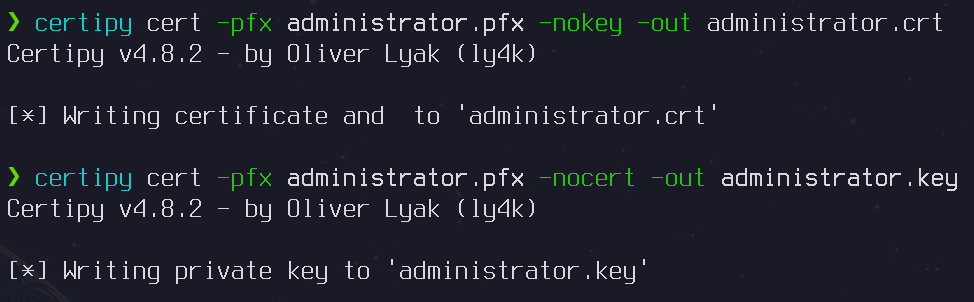 ❯ certipy cert -pfx administrator.pfx -nokey -out administrator.crt
Certipy v4.8.2 - by Oliver Lyak (ly4k)
[*] Writing certificate and  to 'administrator.crt'
❯ certipy cert -pfx administrator.pfx -nocert -out administrator.key
Certipy v4.8.2 - by Oliver Lyak (ly4k)
[*] Writing private key to 'administrator.key'